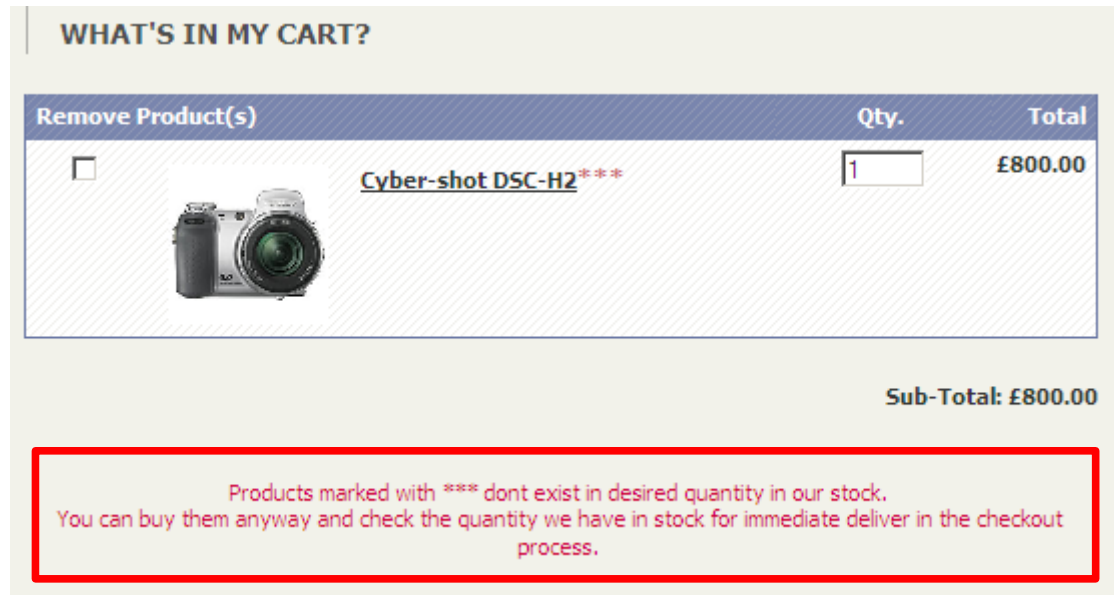 WHAT'S IN MY CART?
Remove Product(s) Qty. Total
Cyber-shot DSC-H2*** 1 £800.00
Sub-Total: £800.00
Products marked with *** dont exist in desired quantity in our stock.
You can buy them anyway and check the quantity we have in stock for immediate deliver in the checkout
process.